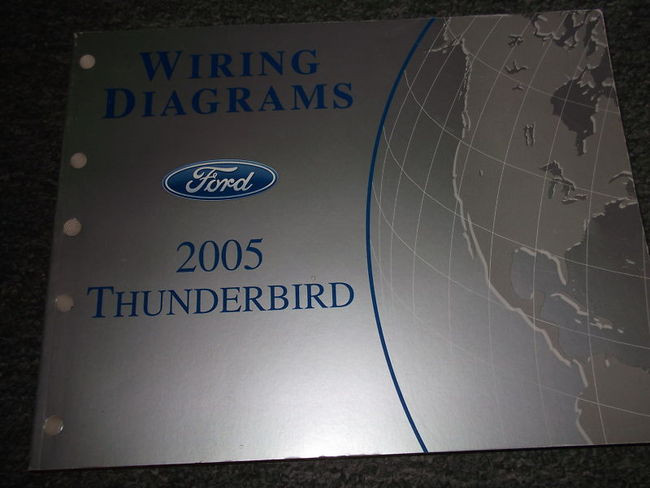 WIRING
DIAGRAMS
Ford
2005
THUNDERBIRD